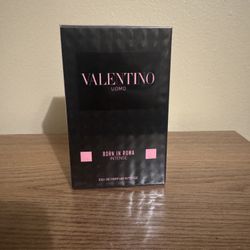 VALENTINO
UOMO
BORN IN ROMA
INTENSE
EAU DE PARFUM INTENSE